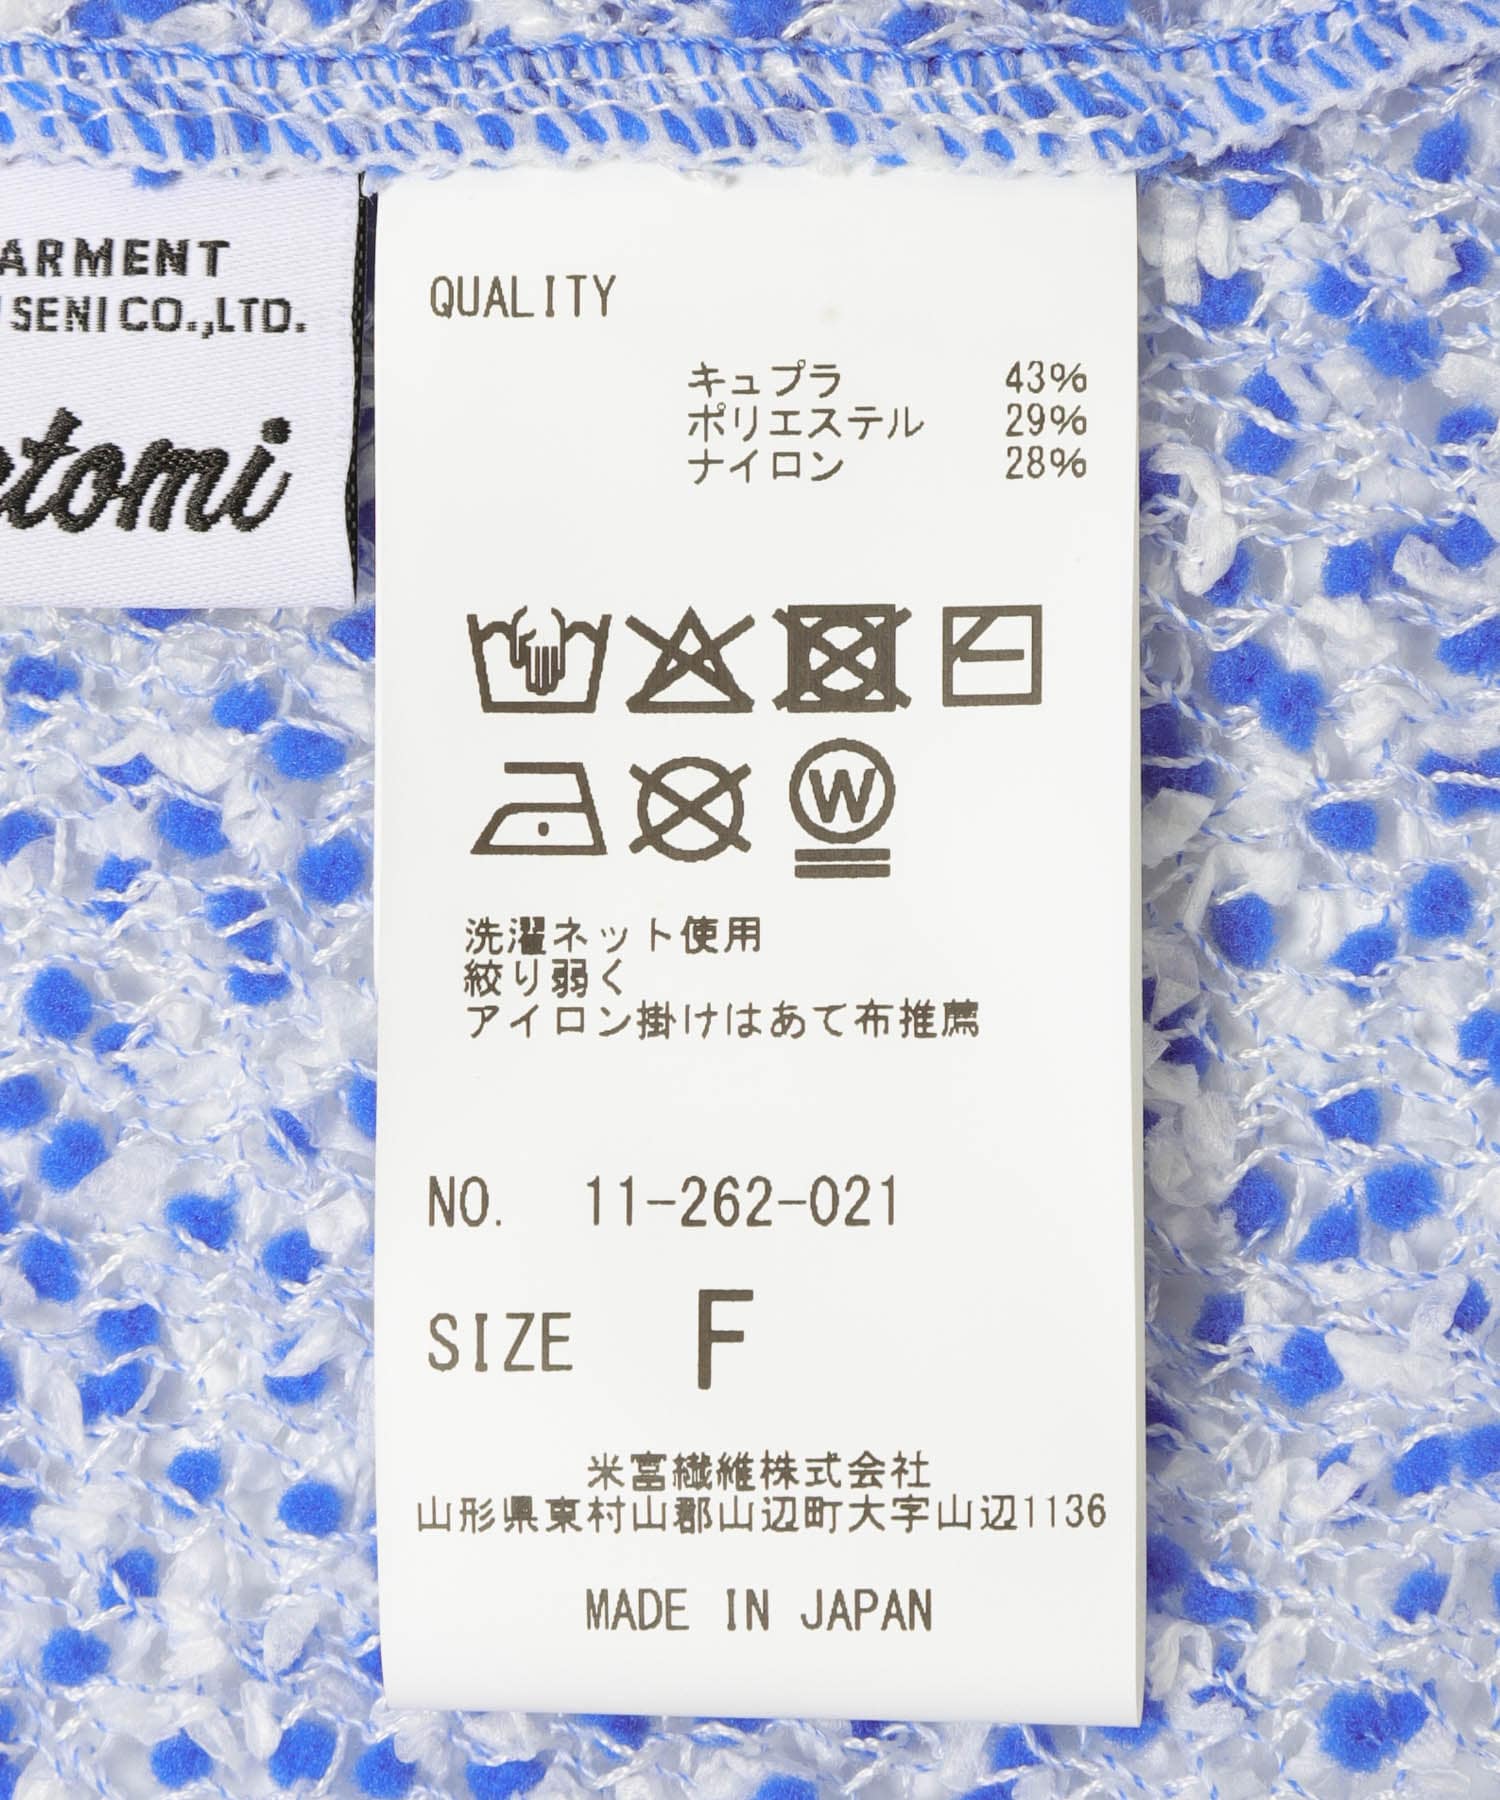 ARMENT
SENI CO.,LTD.
tomi
QUALITY
キュプラ 43%
ポリエステル 29%
ナイロン 28%
W
洗濯ネット使用
絞り弱く
アイロン掛けはあて布推薦
NO. 11-262-021
SIZE F
米富繊維株式会社
山形県東村山郡山辺町大字山辺1136
MADE IN JAPAN